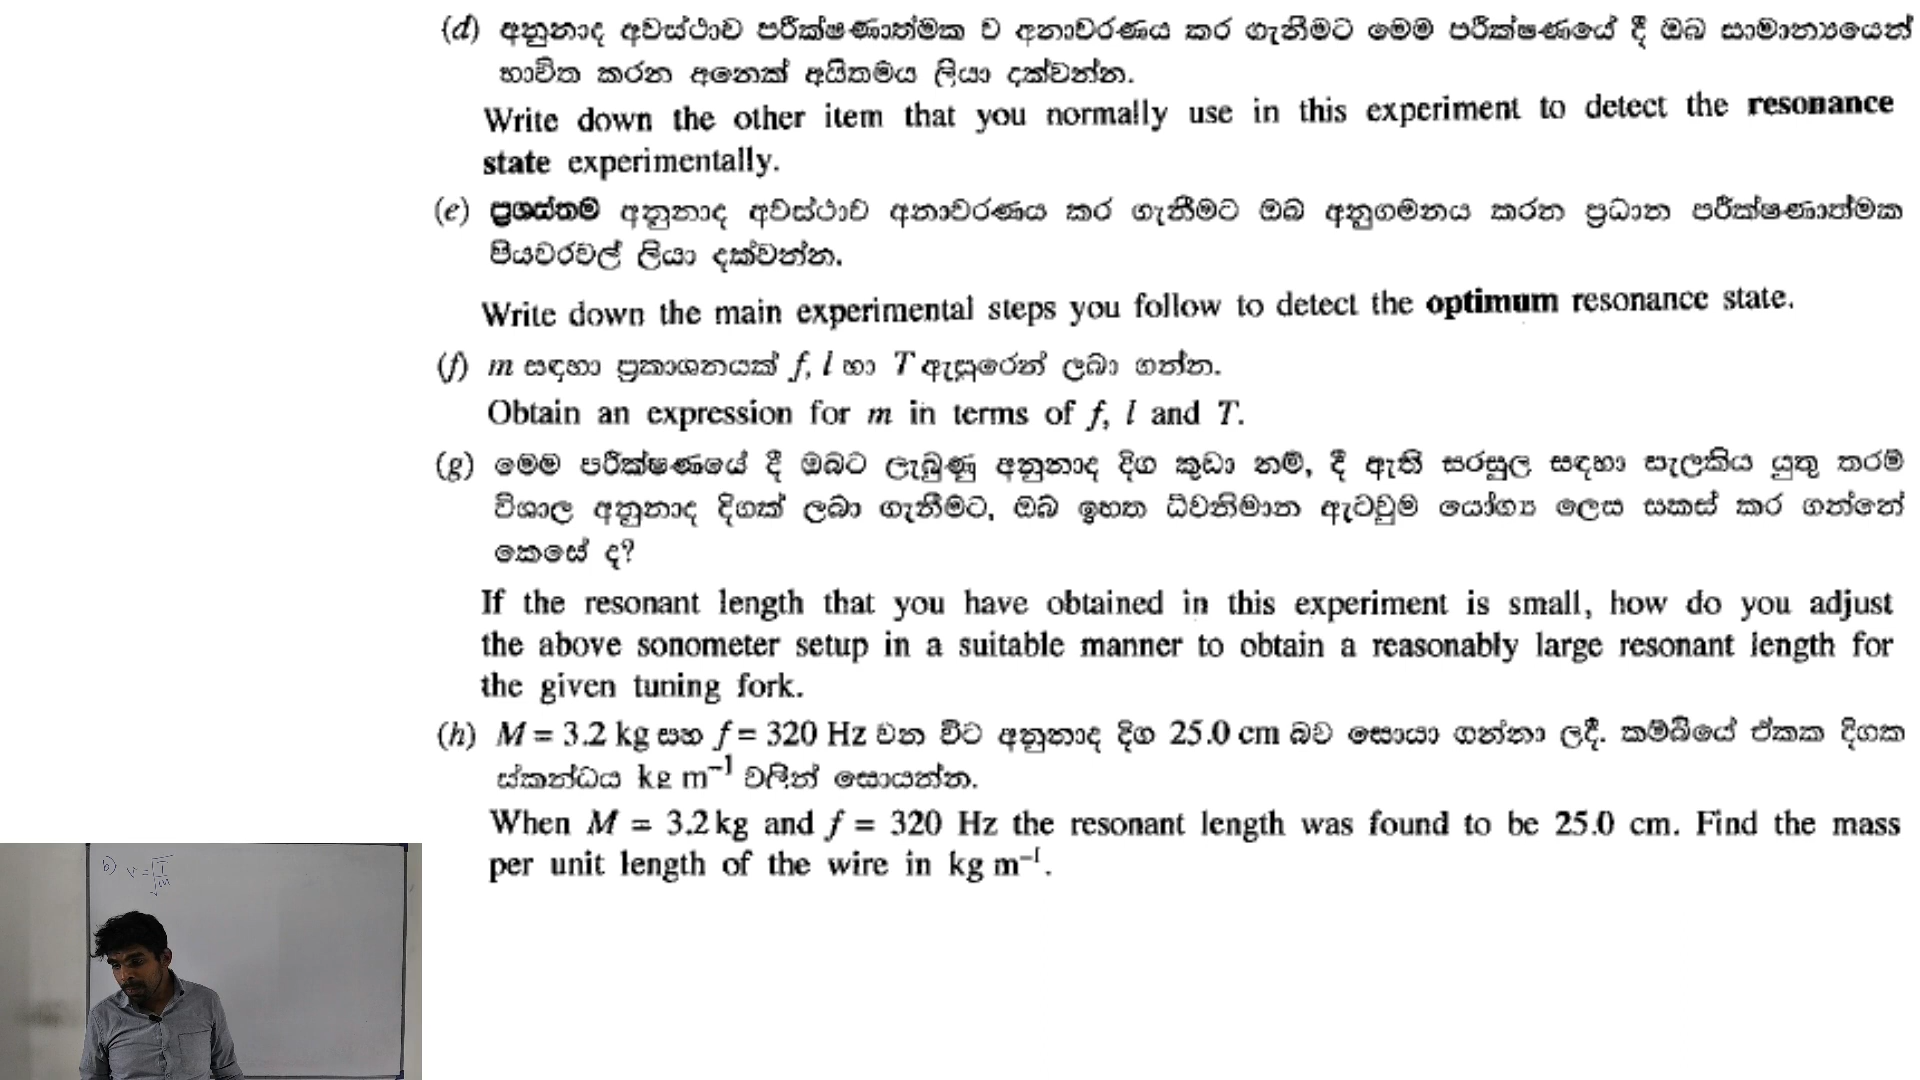 (d) අනුනාද අවස්ථාව පරීක්ෂණාත්මක ව අනාවරණය කර ගැනීමට මෙම පරීක්ෂණයේ දී ඔබ සාමාන්‍යයෙන්
භාවිත කරන අනෙක් අයිතමය ලියා දක්වන්න.
Write down the other item that you normally use in this experiment to detect the resonance
state experimentally.
(e) ප්‍රශස්තම අනුනාද අවස්ථාව අනාවරණය කර ගැනීමට ඔබ අනුගමනය කරන ප්‍රධාන පරීක්ෂණාත්මක
පියවරවල් ලියා දක්වන්න.
Write down the main experimental steps you follow to detect the optimum resonance state.
(f) m සඳහා ප්‍රකාශනයක් f, l හා T ඇසුරෙන් ලබා ගන්න.
Obtain an expression for m in terms of f, l and T.
(g) මෙම පරීක්ෂණයේ දී ඔබට ලැබුණු අනුනාද දිග කුඩා නම්, දී ඇති සරසුල සඳහා සැලකිය යුතු තරම්
විශාල අනුනාද දිගක් ලබා ගැනීමට, ඔබ ඉහත ධ්වනිමාන ඇටවුම යෝග්‍ය ලෙස සකස් කර ගන්නේ
කෙසේ ද?
If the resonant length that you have obtained in this experiment is small, how do you adjust
the above sonometer setup in a suitable manner to obtain a reasonably large resonant length for
the given tuning fork.
(h) M = 3.2 kg සහ f = 320 Hz වන විට අනුනාද දිග 25.0 cm බව සොයා ගන්නා ලදී. කම්බියේ ඒකක දිගක
ස්කන්ධය kg m⁻¹ වලින් සොයන්න.
When M = 3.2 kg and f = 320 Hz the resonant length was found to be 25.0 cm. Find the mass
per unit length of the wire in kg m⁻¹.
b) v = √T/m